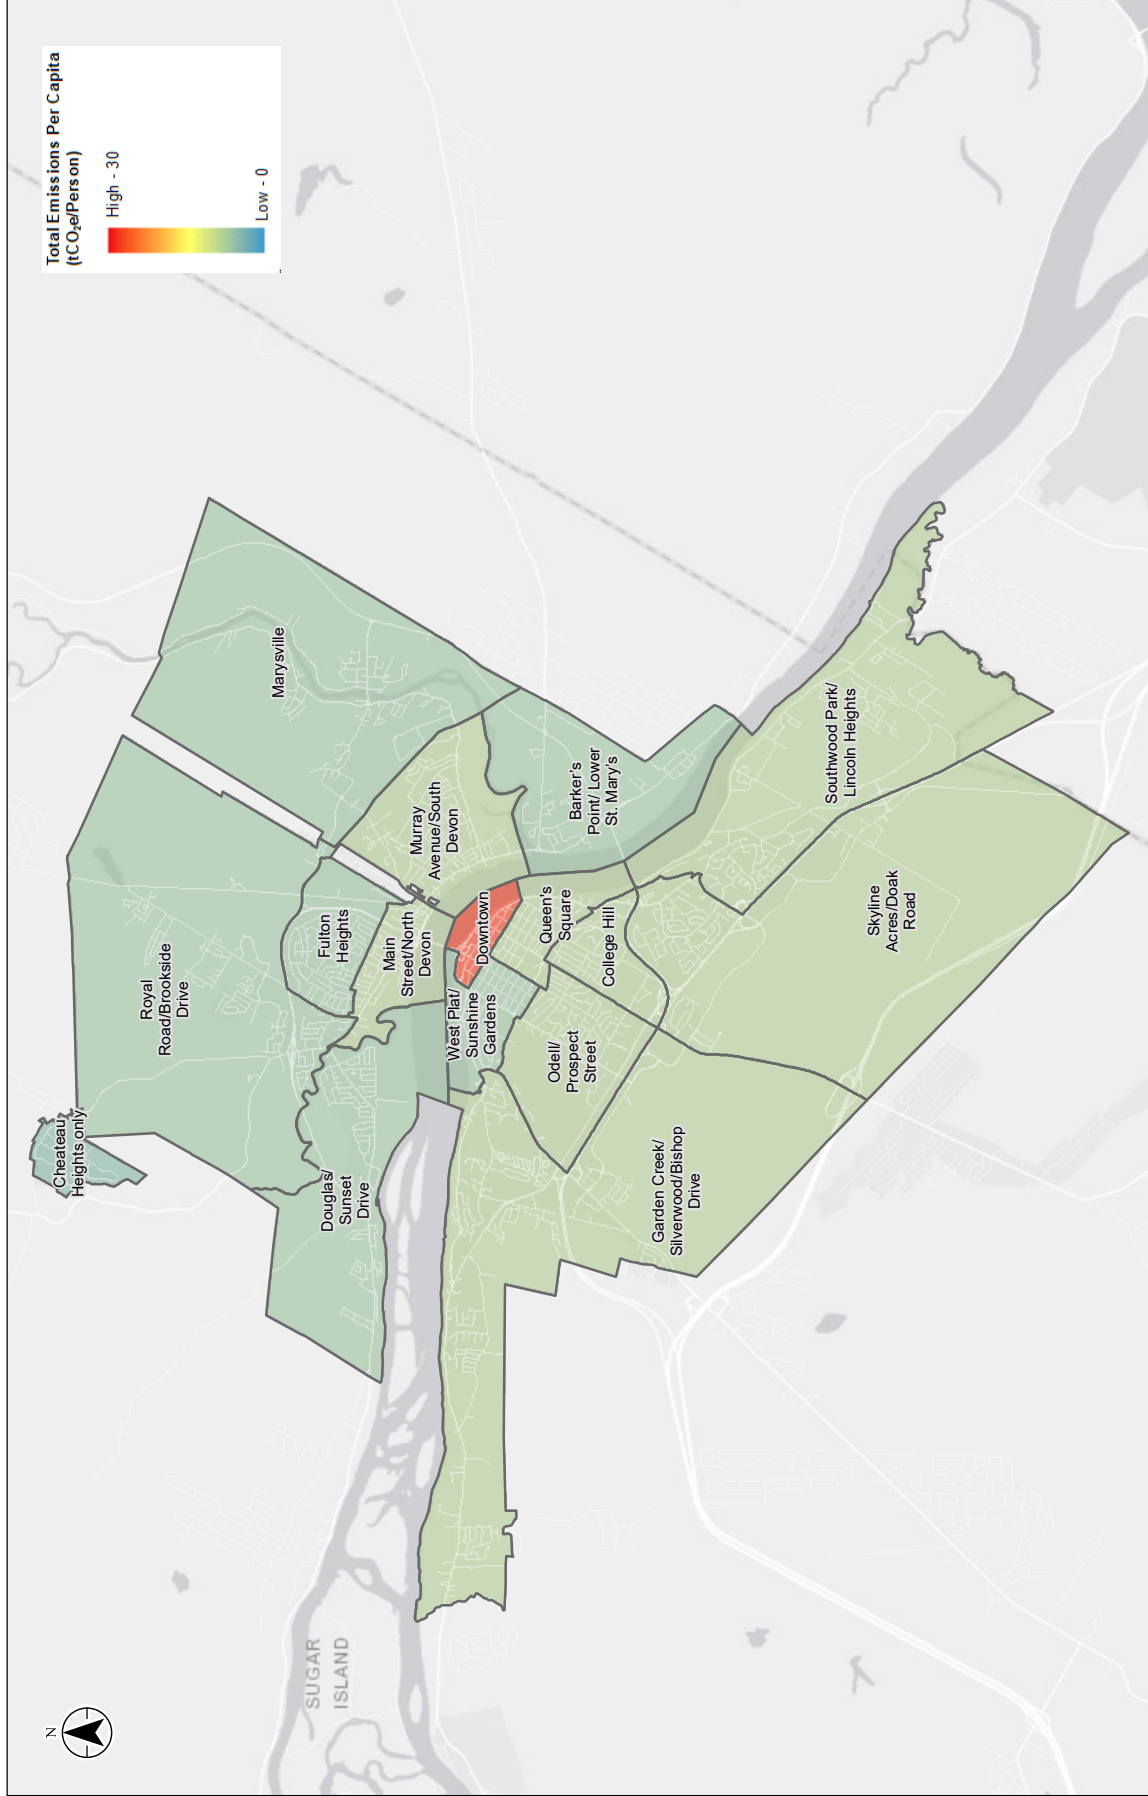 Total Emissions Per Capita
(tCO₂e/Person)
High - 30
Low - 0
N
SUGAR
ISLAND
Cheateau
Heights only
Royal
Road/Brookside
Drive
Marysville
Fulton
Heights
Douglas/
Sunset
Drive
Main
Street/North
Devon
Murray
Avenue/South
Devon
Barker's
Point/ Lower
St. Mary's
West Plat/
Sunshine
Gardens
Downtown
Queen's
Square
College Hill
Odell/
Prospect
Street
Garden Creek/
Silverwood/Bishop
Drive
Southwood Park/
Lincoln Heights
Skyline
Acres/Doak
Road